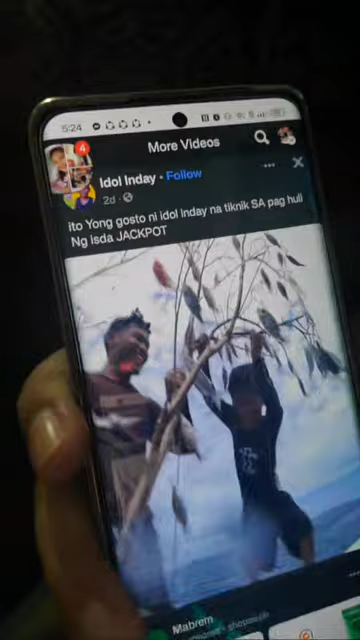 5:24
More Videos
4
Idol Inday • Follow
2d
ito Yong gosto ni idol Inday na tiknik SA pag huli
Ng isda JACKPOT
Mabrem